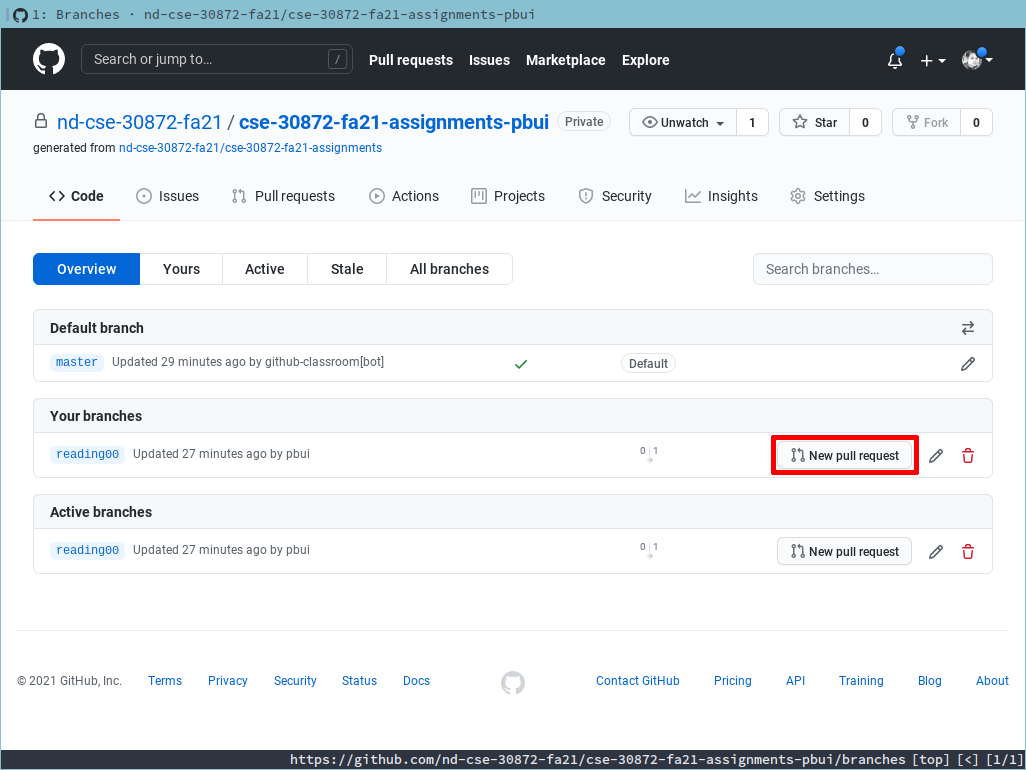 1: Branches · nd-cse-30872-fa21/cse-30872-fa21-assignments-pbui
Search or jump to… / Pull requests Issues Marketplace Explore
nd-cse-30872-fa21 / cse-30872-fa21-assignments-pbui Private Unwatch 1 Star 0 Fork 0
generated from nd-cse-30872-fa21/cse-30872-fa21-assignments
Code Issues Pull requests Actions Projects Security Insights Settings
Overview Yours Active Stale All branches Search branches…
Default branch
master Updated 29 minutes ago by github-classroom[bot] Default
Your branches
reading00 Updated 27 minutes ago by pbui 0 1 New pull request
Active branches
reading00 Updated 27 minutes ago by pbui 0 1 New pull request
© 2021 GitHub, Inc. Terms Privacy Security Status Docs Contact GitHub Pricing API Training Blog About
https://github.com/nd-cse-30872-fa21/cse-30872-fa21-assignments-pbui/branches [top] [<] [1/1]